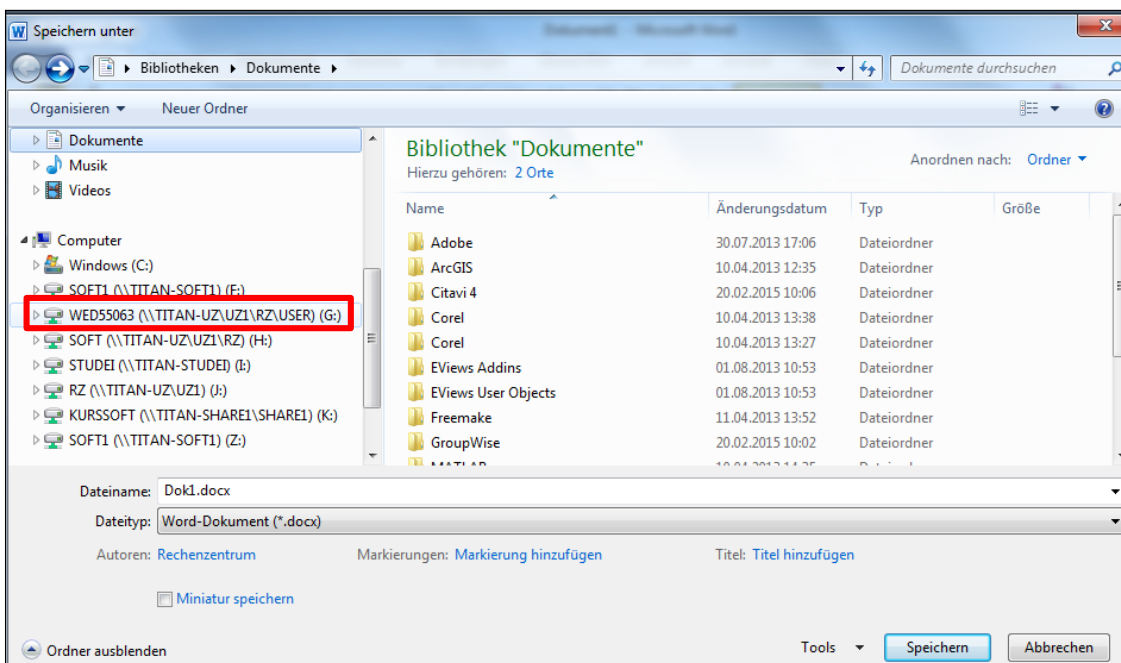 Speichern unter
Bibliotheken Dokumente
Dokumente durchsuchen
Organisieren Neuer Ordner
Dokumente
Musik
Videos
Computer
Windows (C:)
SOFT1 (\\TITAN-SOFT1) (F:)
WED55063 (\\TITAN-UZ\UZ1\RZ\USER) (G:)
SOFT (\\TITAN-UZ\UZ1\RZ) (H:)
STUDEI (\\TITAN-STUDEI) (I:)
RZ (\\TITAN-UZ\UZ1) (J:)
KURSSOFT (\\TITAN-SHARE1\SHARE1) (K:)
SOFT1 (\\TITAN-SOFT1) (Z:)
Bibliothek "Dokumente"
Hierzu gehören: 2 Orte
Anordnen nach: Ordner
Name Änderungsdatum Typ Größe
Adobe 30.07.2013 17:06 Dateiordner
ArcGIS 10.04.2013 12:35 Dateiordner
Citavi 4 20.02.2015 10:06 Dateiordner
Corel 10.04.2013 13:38 Dateiordner
Corel 10.04.2013 13:27 Dateiordner
EViews Addins 01.08.2013 10:53 Dateiordner
EViews User Objects 01.08.2013 10:53 Dateiordner
Freemake 11.04.2013 13:52 Dateiordner
GroupWise 20.02.2015 10:02 Dateiordner
Dateiname: Dok1.docx
Dateityp: Word-Dokument (*.docx)
Autoren: Rechenzentrum Markierungen: Markierung hinzufügen Titel: Titel hinzufügen
Miniatur speichern
Ordner ausblenden Tools Speichern Abbrechen